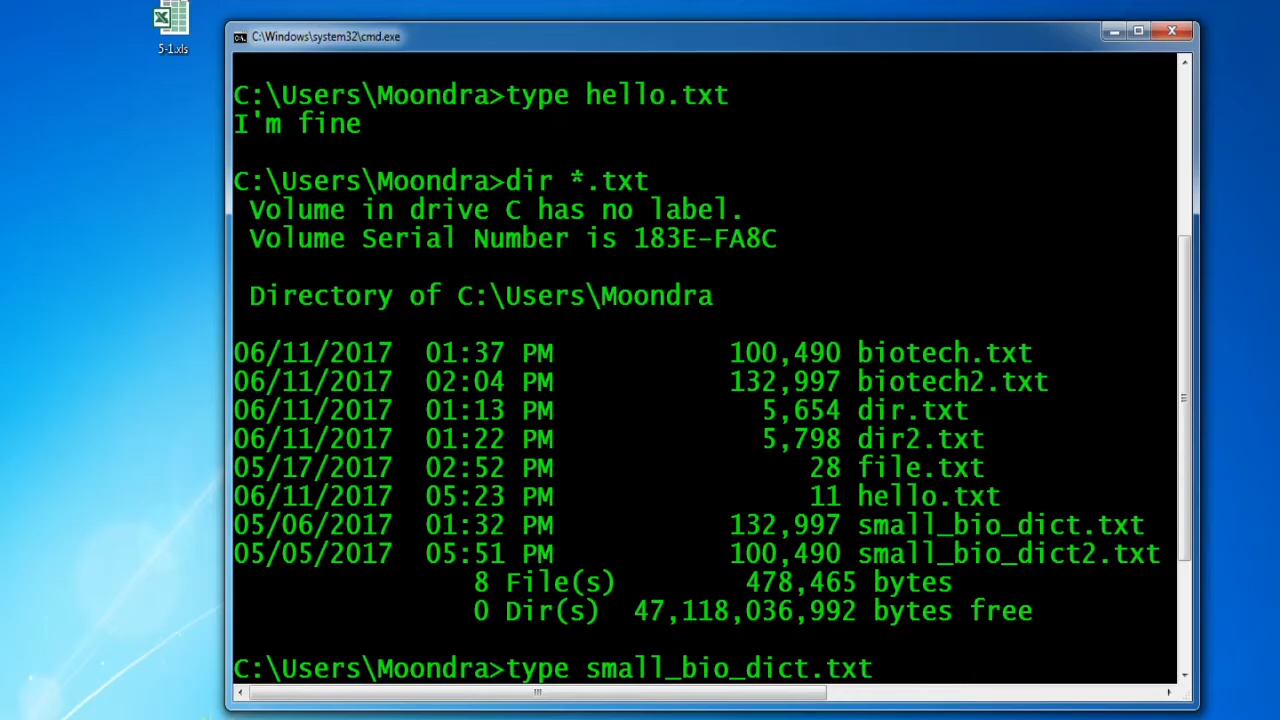 5-1.xls
C:\Windows\system32\cmd.exe
C:\Users\Moondra>type hello.txt
I'm fine
C:\Users\Moondra>dir *.txt
Volume in drive C has no label.
Volume Serial Number is 183E-FA8C
Directory of C:\Users\Moondra
06/11/2017 01:37 PM 100,490 biotech.txt
06/11/2017 02:04 PM 132,997 biotech2.txt
06/11/2017 01:13 PM 5,654 dir.txt
06/11/2017 01:22 PM 5,798 dir2.txt
05/17/2017 02:52 PM 28 file.txt
06/11/2017 05:23 PM 11 hello.txt
05/06/2017 01:32 PM 132,997 small_bio_dict.txt
05/05/2017 05:51 PM 100,490 small_bio_dict2.txt
8 File(s) 478,465 bytes
0 Dir(s) 47,118,036,992 bytes free
C:\Users\Moondra>type small_bio_dict.txt